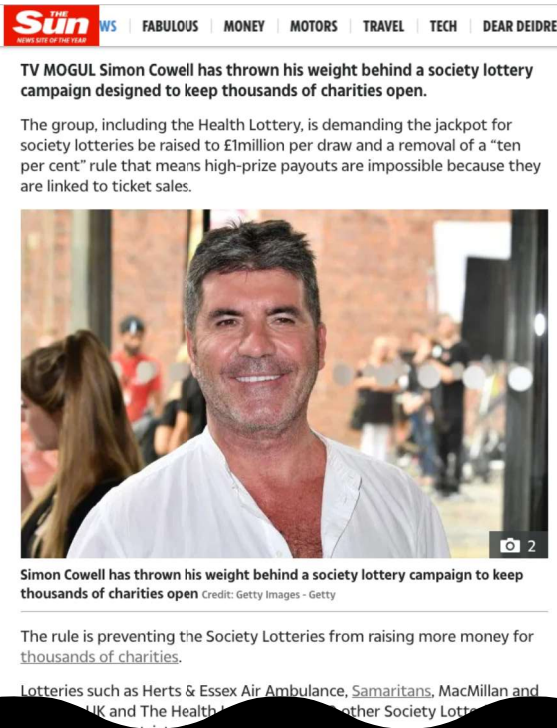 THE
Sun
NEWS SITE OF THE YEAR
WS FABULOUS MONEY MOTORS TRAVEL TECH DEAR DEIDRE
TV MOGUL Simon Cowell has thrown his weight behind a society lottery
campaign designed to keep thousands of charities open.
The group, including the Health Lottery, is demanding the jackpot for
society lotteries be raised to £1million per draw and a removal of a “ten
per cent” rule that means high-prize payouts are impossible because they
are linked to ticket sales.
2
Simon Cowell has thrown his weight behind a society lottery campaign to keep
thousands of charities open Credit: Getty Images - Getty
The rule is preventing the Society Lotteries from raising more money for
thousands of charities.
Lotteries such as Herts & Essex Air Ambulance, Samaritans, MacMillan and
UK and The Health other Society